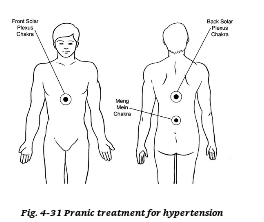 Front Solar
Plexus
Chakra
Back Solar
Plexus
Chakra
Meng
Mein
Chakra
Fig. 4-31 Pranic treatment for hypertension